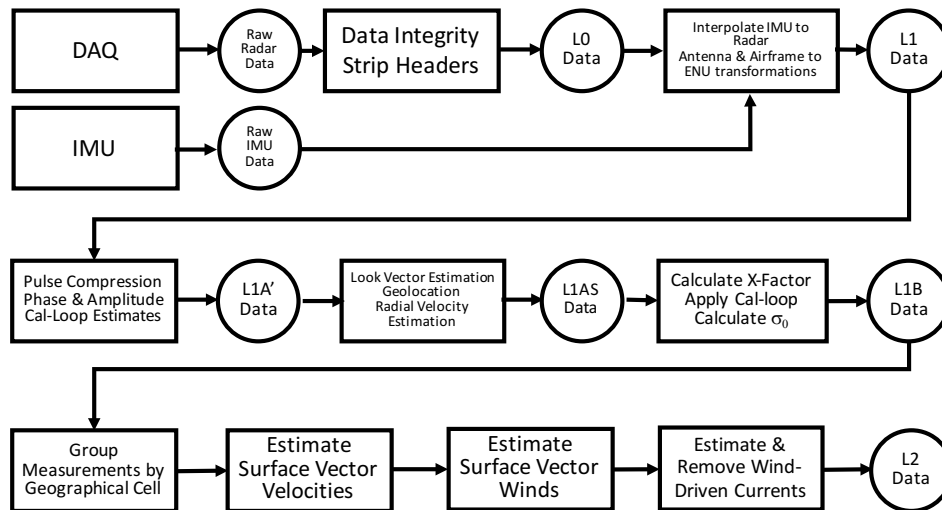 DAQ
Raw
Radar
Data
Data Integrity
Strip Headers
L0
Data
Interpolate IMU to
Radar
Antenna & Airframe to
ENU transformations
L1
Data
IMU
Raw
IMU
Data
Pulse Compression
Phase & Amplitude
Cal-Loop Estimates
L1A’
Data
Look Vector Estimation
Geolocation
Radial Velocity
Estimation
L1AS
Data
Calculate X-Factor
Apply Cal-loop
Calculate σ0
L1B
Data
Group
Measurements by
Geographical Cell
Estimate
Surface Vector
Velocities
Estimate
Surface Vector
Winds
Estimate &
Remove Wind-
Driven Currents
L2
Data